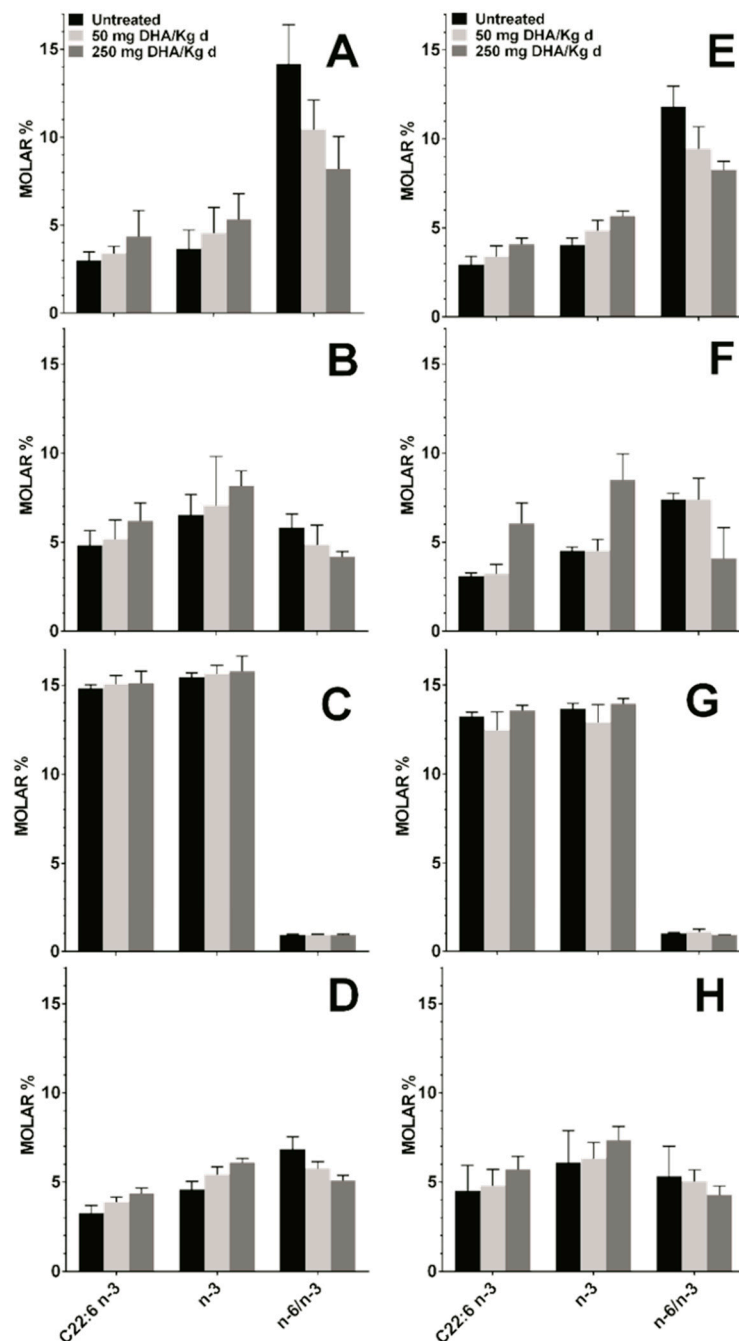 Untreated
50 mg DHA/Kg d
250 mg DHA/Kg d
A
MOLAR %
15
10
5
0
Untreated
50 mg DHA/Kg d
250 mg DHA/Kg d
E
MOLAR %
15
10
5
0
B
MOLAR %
15
10
5
0
F
MOLAR %
15
10
5
0
C
MOLAR %
15
10
5
0
G
MOLAR %
15
10
5
0
D
MOLAR %
15
10
5
0
C22:6 n-3
n-3
n-6/n-3
H
MOLAR %
15
10
5
0
C22:6 n-3
n-3
n-6/n-3